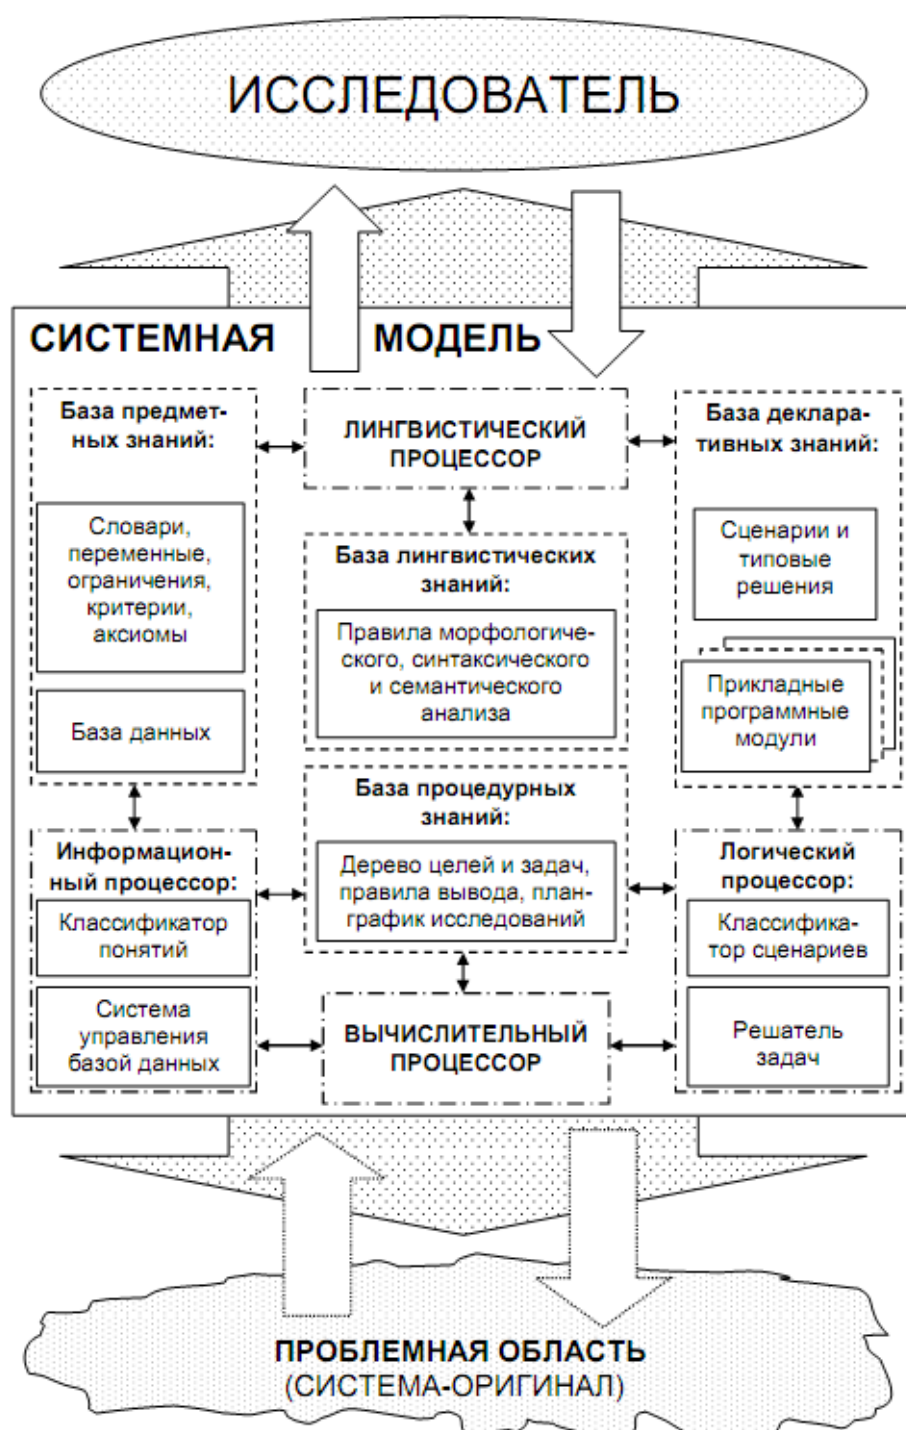 ИССЛЕДОВАТЕЛЬ
СИСТЕМНАЯ МОДЕЛЬ
База предмет-
ных знаний:
Словари,
переменные,
ограничения,
критерии,
аксиомы
База данных
ЛИНГВИСТИЧЕСКИЙ
ПРОЦЕССОР
База лингвистических
знаний:
Правила морфологиче-
ского, синтаксического
и семантического
анализа
База деклара-
тивных знаний:
Сценарии и
типовые
решения
Прикладные
программные
модули
База процедурных
знаний:
Дерево целей и задач,
правила вывода, план-
график исследований
Информацион-
ный процессор:
Классификатор
понятий
Система
управления
базой данных
ВЫЧИСЛИТЕЛЬНЫЙ
ПРОЦЕССОР
Логический
процессор:
Классифика-
тор сценариев
Решатель
задач
ПРОБЛЕМНАЯ ОБЛАСТЬ
(СИСТЕМА-ОРИГИНАЛ)